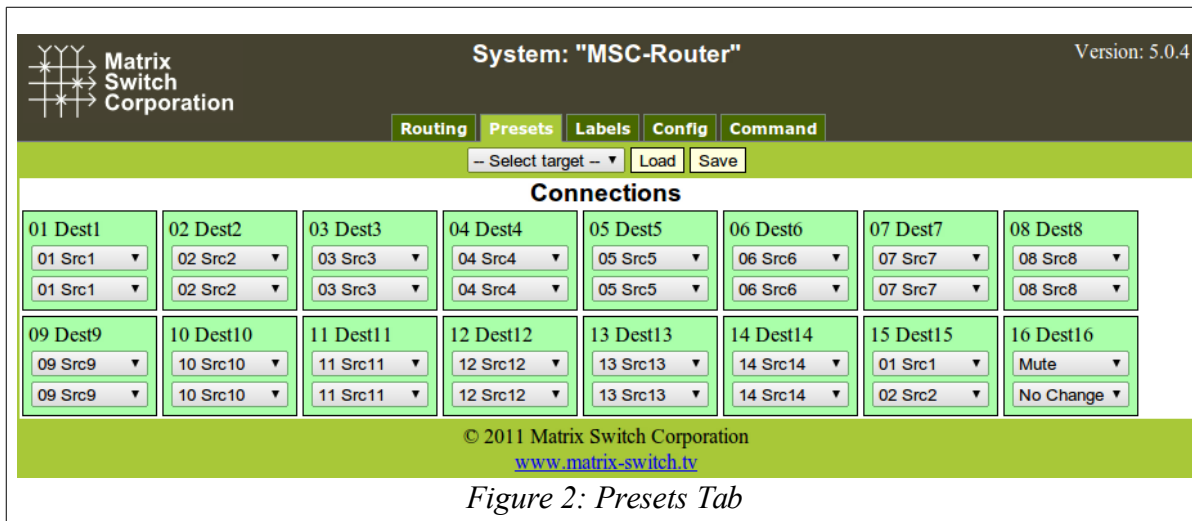 Matrix
Switch
Corporation
System: "MSC-Router"
Version: 5.0.4
Routing Presets Labels Config Command
-- Select target -- Load Save
Connections
01 Dest1 02 Dest2 03 Dest3 04 Dest4 05 Dest5 06 Dest6 07 Dest7 08 Dest8
01 Src1 02 Src2 03 Src3 04 Src4 05 Src5 06 Src6 07 Src7 08 Src8
01 Src1 02 Src2 03 Src3 04 Src4 05 Src5 06 Src6 07 Src7 08 Src8
09 Dest9 10 Dest10 11 Dest11 12 Dest12 13 Dest13 14 Dest14 15 Dest15 16 Dest16
09 Src9 10 Src10 11 Src11 12 Src12 13 Src13 14 Src14 01 Src1 Mute
09 Src9 10 Src10 11 Src11 12 Src12 13 Src13 14 Src14 02 Src2 No Change
© 2011 Matrix Switch Corporation
www.matrix-switch.tv
Figure 2: Presets Tab